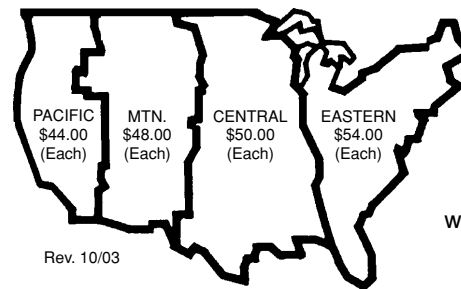 PACIFIC
$44.00
(Each)
MTN.
$48.00
(Each)
CENTRAL
$50.00
(Each)
EASTERN
$54.00
(Each)
W
Rev. 10/03